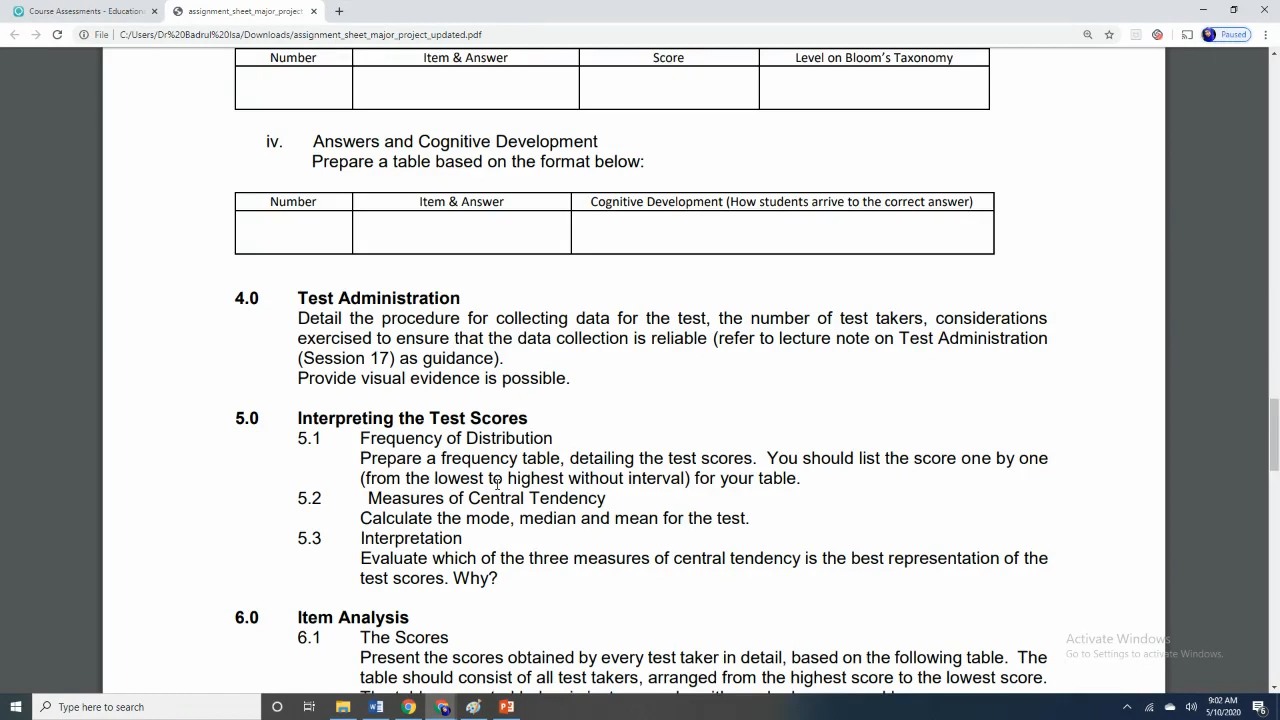 Course Assessments - Education
assignment_sheet_major_project
File
C:/Users/Dr%20Badrul%20Isa/Downloads/assignment_sheet_major_project_updated.pdf
Paused
Number Item & Answer Score Level on Bloom's Taxonomy
iv. Answers and Cognitive Development
Prepare a table based on the format below:
Number Item & Answer Cognitive Development (How students arrive to the correct answer)
4.0 Test Administration
Detail the procedure for collecting data for the test, the number of test takers, considerations
exercised to ensure that the data collection is reliable (refer to lecture note on Test Administration
(Session 17) as guidance).
Provide visual evidence is possible.
5.0 Interpreting the Test Scores
5.1 Frequency of Distribution
Prepare a frequency table, detailing the test scores. You should list the score one by one
(from the lowest to highest without interval) for your table.
5.2 Measures of Central Tendency
Calculate the mode, median and mean for the test.
5.3 Interpretation
Evaluate which of the three measures of central tendency is the best representation of the
test scores. Why?
6.0 Item Analysis
6.1 The Scores
Present the scores obtained by every test taker in detail, based on the following table. The
table should consist of all test takers, arranged from the highest score to the lowest score.
Activate Windows
Go to Settings to activate Windows.
Type here to search
9:02 AM
5/10/2020